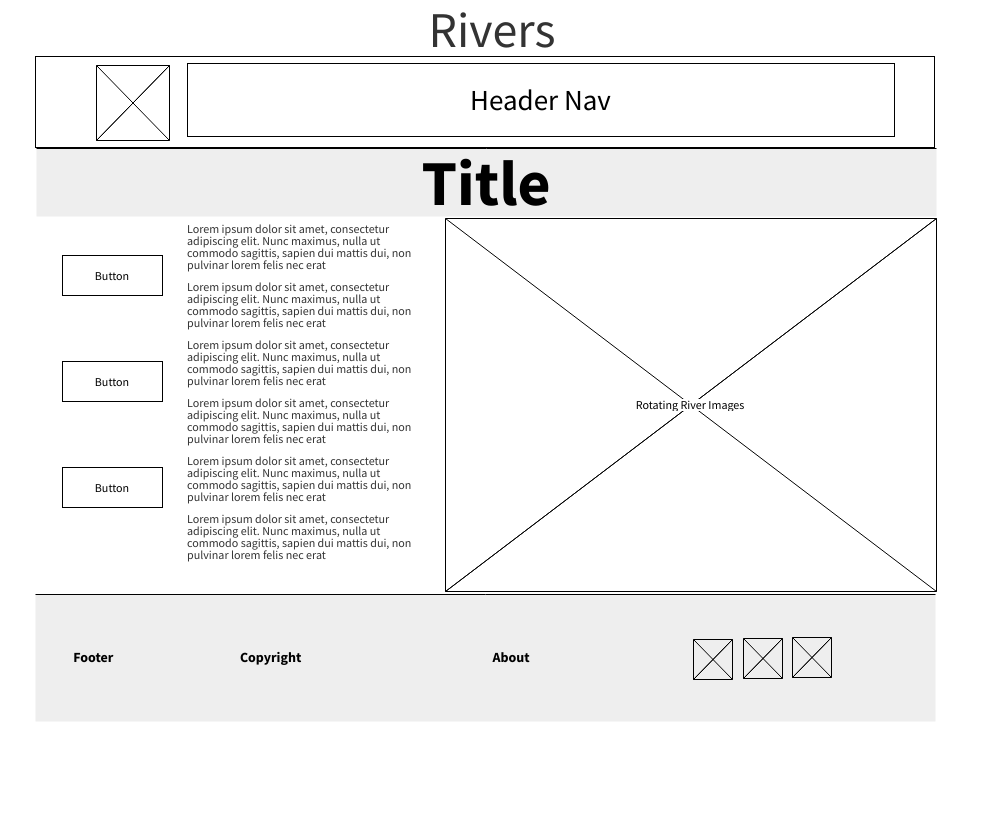 Rivers
Header Nav
Title
Button
Button
Button
Lorem ipsum dolor sit amet, consectetur
adipiscing elit. Nunc maximus, nulla ut
commodo sagittis, sapien dui mattis dui, non
pulvinar lorem felis nec erat
Lorem ipsum dolor sit amet, consectetur
adipiscing elit. Nunc maximus, nulla ut
commodo sagittis, sapien dui mattis dui, non
pulvinar lorem felis nec erat
Lorem ipsum dolor sit amet, consectetur
adipiscing elit. Nunc maximus, nulla ut
commodo sagittis, sapien dui mattis dui, non
pulvinar lorem felis nec erat
Lorem ipsum dolor sit amet, consectetur
adipiscing elit. Nunc maximus, nulla ut
commodo sagittis, sapien dui mattis dui, non
pulvinar lorem felis nec erat
Lorem ipsum dolor sit amet, consectetur
adipiscing elit. Nunc maximus, nulla ut
commodo sagittis, sapien dui mattis dui, non
pulvinar lorem felis nec erat
Lorem ipsum dolor sit amet, consectetur
adipiscing elit. Nunc maximus, nulla ut
commodo sagittis, sapien dui mattis dui, non
pulvinar lorem felis nec erat
Rotating River Images
Footer
Copyright
About